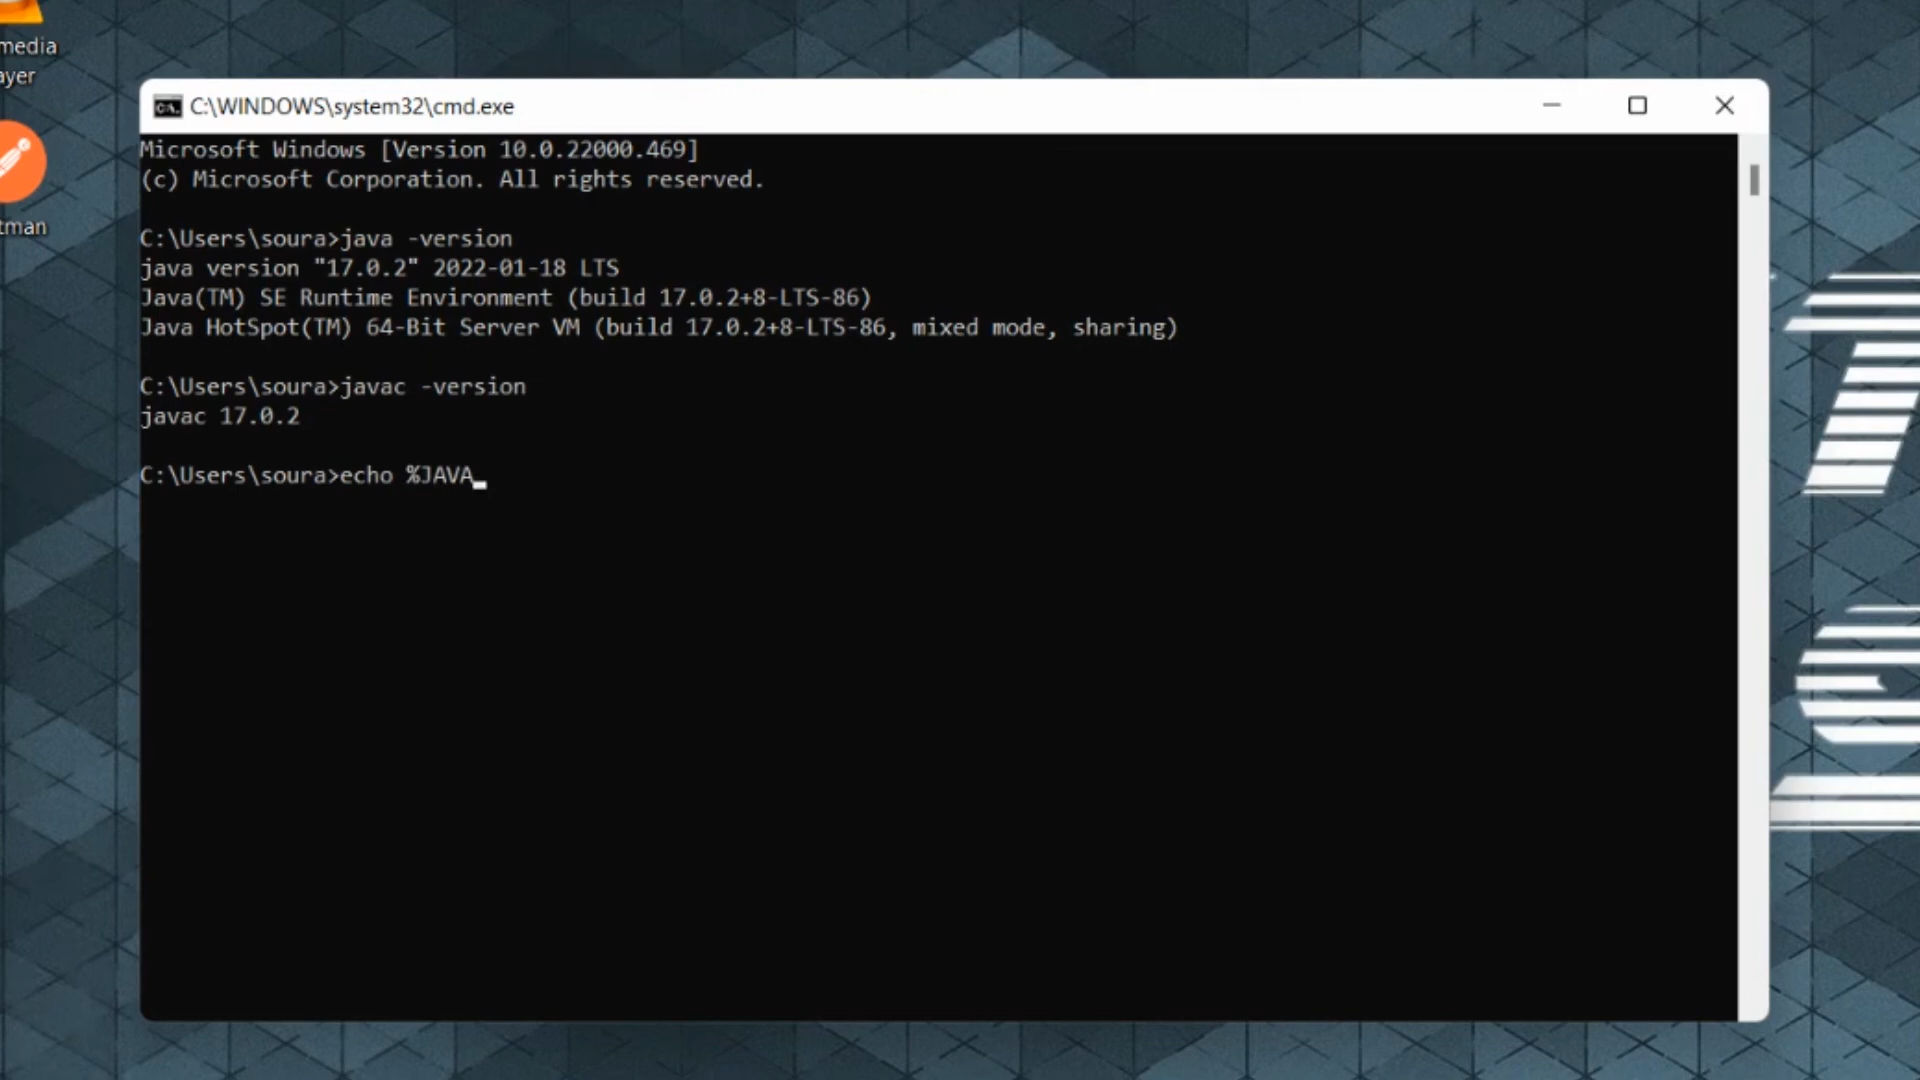 media
ayer
tman
C:\WINDOWS\system32\cmd.exe
Microsoft Windows [Version 10.0.22000.469]
(c) Microsoft Corporation. All rights reserved.
C:\Users\soura>java -version
java version "17.0.2" 2022-01-18 LTS
Java(TM) SE Runtime Environment (build 17.0.2+8-LTS-86)
Java HotSpot(TM) 64-Bit Server VM (build 17.0.2+8-LTS-86, mixed mode, sharing)
C:\Users\soura>javac -version
javac 17.0.2
C:\Users\soura>echo %JAVA